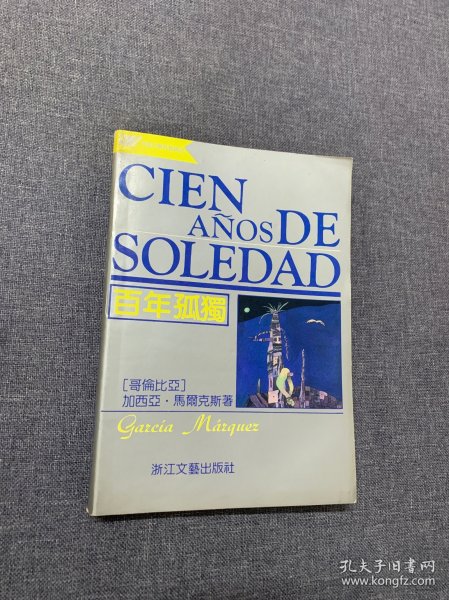 CIEN
AÑOS DE
SOLEDAD
百年孤獨
[哥倫比亞]
加西亞·馬爾克斯著
García Márquez
浙江文藝出版社
孔夫子旧书网
www.kongfz.com